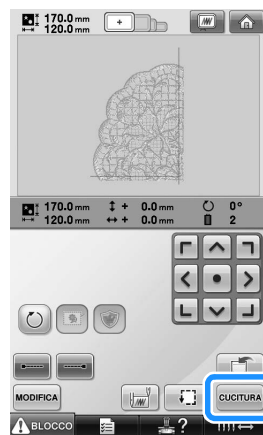 170.0 mm
120.0 mm
170.0 mm + 0.0 mm 0°
120.0 mm + 0.0 mm 2
MODIFICA CUCITURA
BLOCCO ?